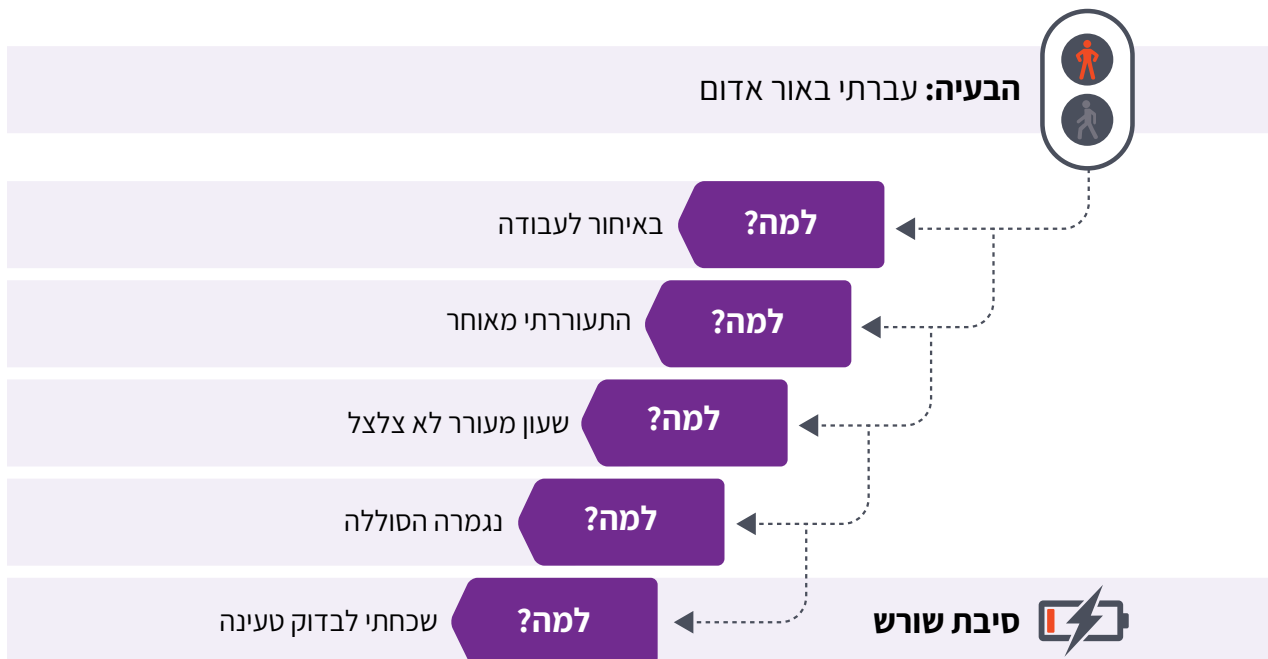 הבעיה: עברתי באור אדום
למה? באיחור לעבודה
למה? התעוררתי מאוחר
למה? שעון מעורר לא צלצל
למה? נגמרה הסוללה
סיבת שורש למה? שכחתי לבדוק טעינה